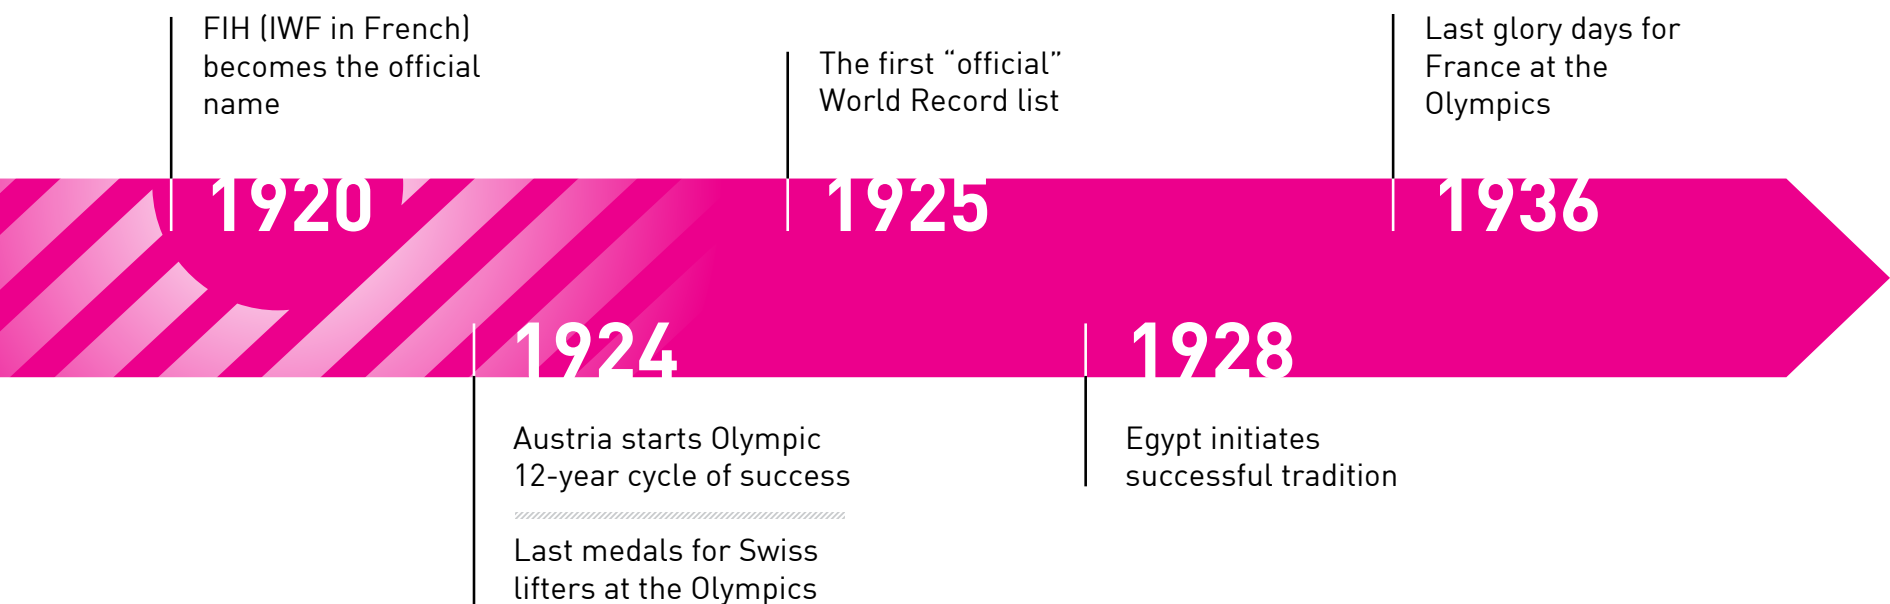 FIH (IWF in French)
becomes the official
name
1920
The first “official”
World Record list
1925
Last glory days for
France at the
Olympics
1936
1924
Austria starts Olympic
12-year cycle of success
Last medals for Swiss
lifters at the Olympics
1928
Egypt initiates
successful tradition